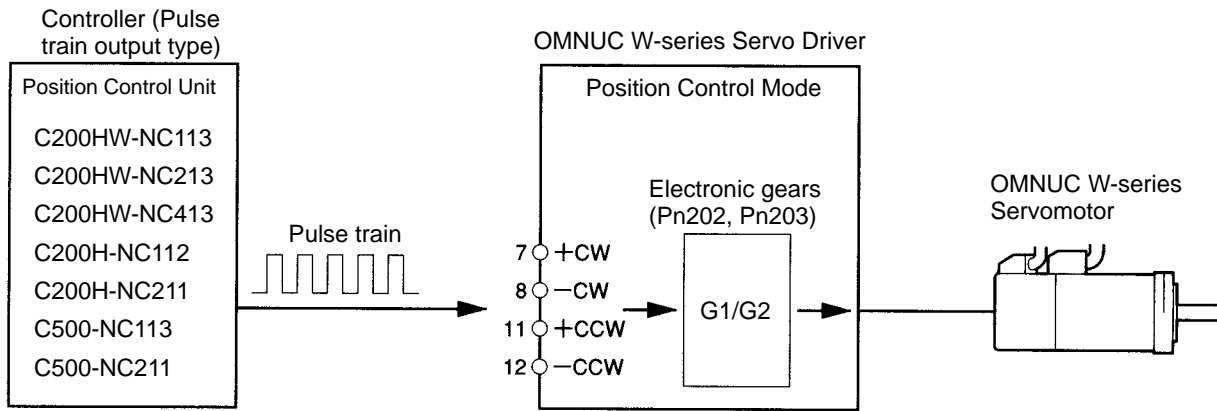 Controller (Pulse
train output type)
Position Control Unit
C200HW-NC113
C200HW-NC213
C200HW-NC413
C200H-NC112
C200H-NC211
C500-NC113
C500-NC211
Pulse train
OMNUC W-series Servo Driver
Position Control Mode
Electronic gears
(Pn202, Pn203)
7 +CW
8 −CW
11 +CCW
12 −CCW
G1/G2
OMNUC W-series
Servomotor